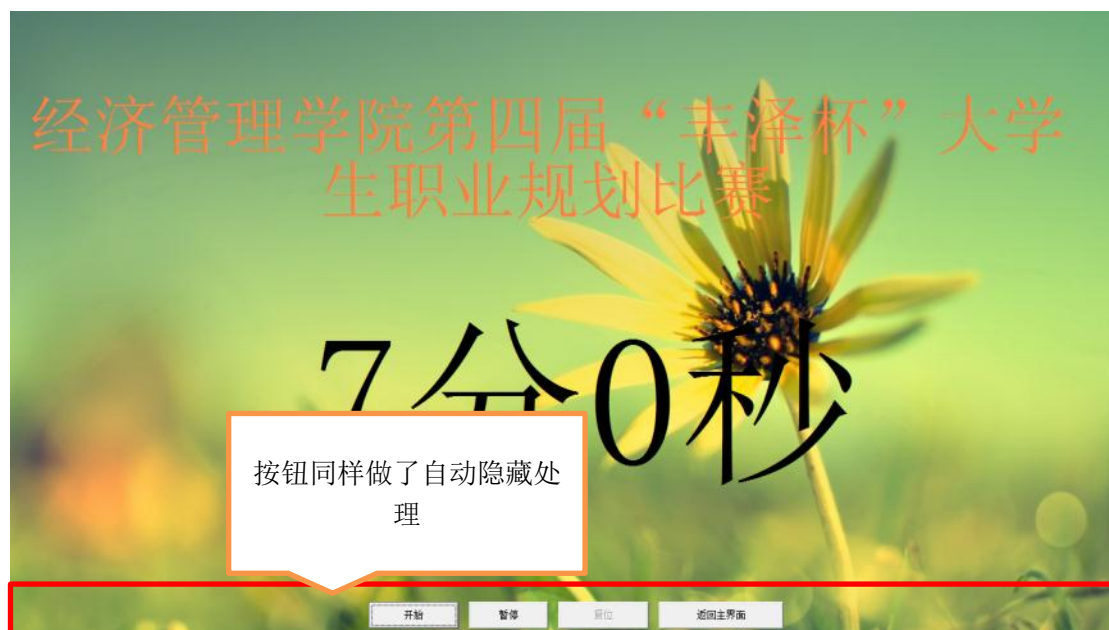 经济管理学院第四届“丰泽杯”大学
生职业规划比赛
7分0秒
按钮同样做了自动隐藏处
理
开始 暂停 复位 返回主界面